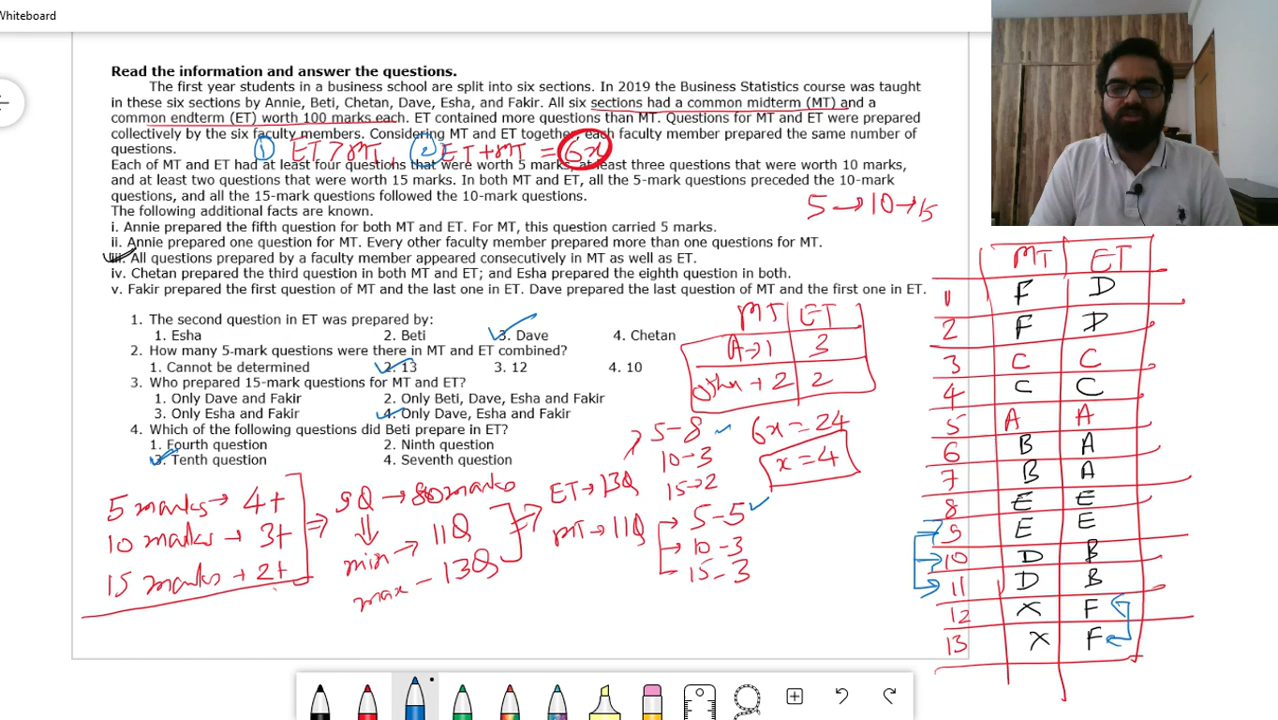 Whiteboard
Read the information and answer the questions.
The first year students in a business school are split into six sections. In 2019 the Business Statistics course was taught
in these six sections by Annie, Beti, Chetan, Dave, Esha, and Fakir. All six sections had a common midterm (MT) and a
common endterm (ET) worth 100 marks each. ET contained more questions than MT. Questions for MT and ET were prepared
collectively by the six faculty members. Considering MT and ET together, each faculty member prepared the same number of
questions.
① ET > MT, ② ET + MT = 6x
Each of MT and ET had at least four questions that were worth 5 marks, at least three questions that were worth 10 marks,
and at least two questions that were worth 15 marks. In both MT and ET, all the 5-mark questions preceded the 10-mark
questions, and all the 15-mark questions followed the 10-mark questions.
5 → 10 → 15
The following additional facts are known.
i. Annie prepared the fifth question for both MT and ET. For MT, this question carried 5 marks.
ii. Annie prepared one question for MT. Every other faculty member prepared more than one questions for MT.
iii. All questions prepared by a faculty member appeared consecutively in MT as well as ET.
iv. Chetan prepared the third question in both MT and ET; and Esha prepared the eighth question in both.
v. Fakir prepared the first question of MT and the last one in ET. Dave prepared the last question of MT and the first one in ET.
1. The second question in ET was prepared by:
1. Esha 2. Beti 3. Dave 4. Chetan
2. How many 5-mark questions were there in MT and ET combined?
1. Cannot be determined 2. 13 3. 12 4. 10
3. Who prepared 15-mark questions for MT and ET?
1. Only Dave and Fakir 2. Only Beti, Dave, Esha and Fakir
3. Only Esha and Fakir 4. Only Dave, Esha and Fakir
4. Which of the following questions did Beti prepare in ET?
1. Fourth question 2. Ninth question
3. Tenth question 4. Seventh question
MT ET
A → 1 3
other → 2 2
6x = 24
x = 4
5 marks → 4+
10 marks → 3+
15 marks → 2+
⇒ 9Q → 80 marks
min → 11Q
max – 13Q
ET → 13Q
5 – 8
10 – 3
15 → 2
MT → 11Q
5 – 5
10 – 3
15 – 3
MT ET
1 F D
2 F D
3 C C
4 C C
5 A A
6 B A
7 B A
8 E E
9 E E
10 D B
11 D B
12 X F
13 X F